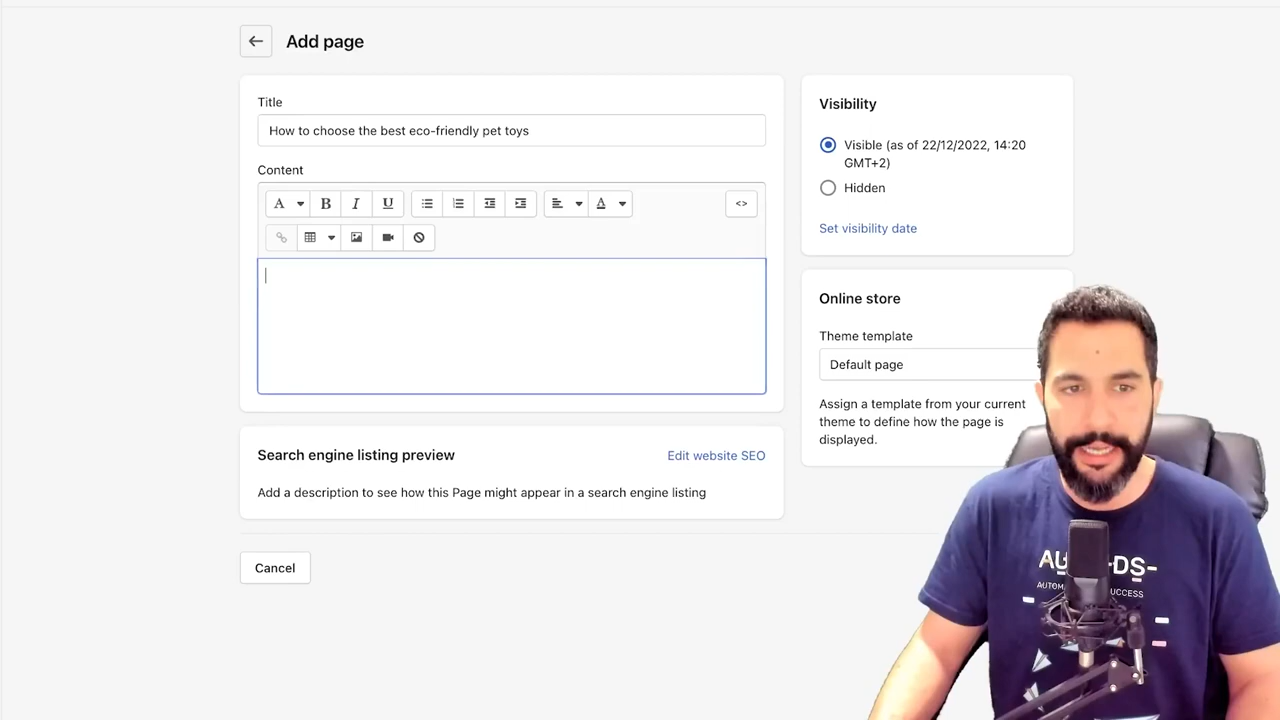 Add page
Title
How to choose the best eco-friendly pet toys
Content
A B I U A <>
Search engine listing preview
Edit website SEO
Add a description to see how this Page might appear in a search engine listing
Cancel
Visibility
Visible (as of 22/12/2022, 14:20
GMT+2)
Hidden
Set visibility date
Online store
Theme template
Default page
Assign a template from your current
theme to define how the page is
displayed.